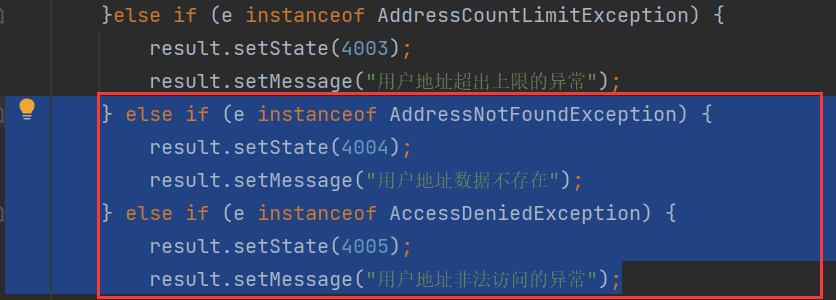 }else if (e instanceof AddressCountLimitException) {
result.setState(4003);
result.setMessage("用户地址超出上限的异常");
} else if (e instanceof AddressNotFoundException) {
result.setState(4004);
result.setMessage("用户地址数据不存在");
} else if (e instanceof AccessDeniedException) {
result.setState(4005);
result.setMessage("用户地址非法访问的异常");